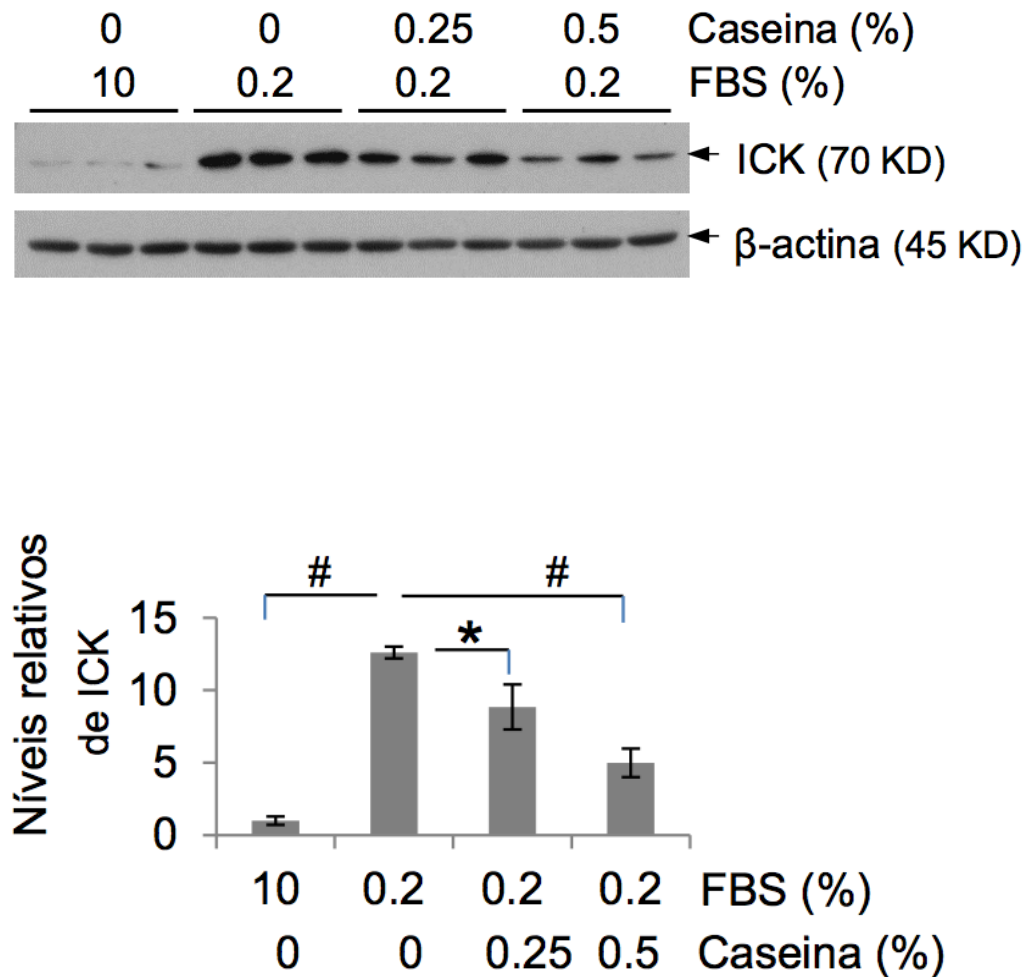 0 0 0.25 0.5 Caseina (%)
10 0.2 0.2 0.2 FBS (%)
ICK (70 KD)
β-actina (45 KD)
# #
*
Níveis relativos
de ICK
15
10
5
0
10 0.2 0.2 0.2 FBS (%)
0 0 0.25 0.5 Caseina (%)